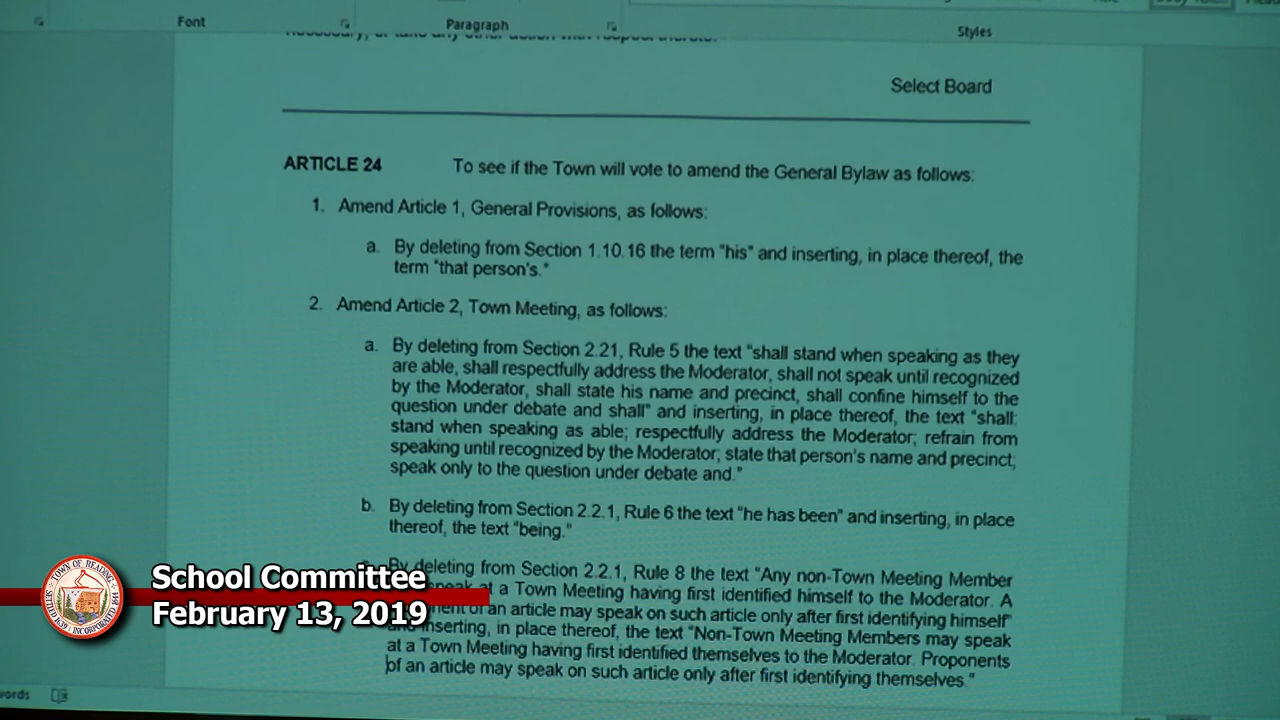 Font
Paragraph
Styles
Select Board
ARTICLE 24 To see if the Town will vote to amend the General Bylaw as follows:
1. Amend Article 1, General Provisions, as follows:
a. By deleting from Section 1.10.16 the term "his" and inserting, in place thereof, the
term "that person's."
2. Amend Article 2, Town Meeting, as follows:
a. By deleting from Section 2.21, Rule 5 the text "shall stand when speaking as they
are able, shall respectfully address the Moderator, shall not speak until recognized
by the Moderator, shall state his name and precinct, shall confine himself to the
question under debate and shall" and inserting, in place thereof, the text "shall:
stand when speaking as able; respectfully address the Moderator; refrain from
speaking until recognized by the Moderator; state that person's name and precinct;
speak only to the question under debate and."
b. By deleting from Section 2.2.1, Rule 6 the text "he has been" and inserting, in place
thereof, the text "being."
By deleting from Section 2.2.1, Rule 8 the text "Any non-Town Meeting Member
speak at a Town Meeting having first identified himself to the Moderator. A
of an article may speak on such article only after first identifying himself"
and inserting, in place thereof, the text "Non-Town Meeting Members may speak
at a Town Meeting having first identified themselves to the Moderator. Proponents
of an article may speak on such article only after first identifying themselves."
words
TOWN OF READING
SETTLED 1639 INCORPORATED 1644
School Committee
February 13, 2019